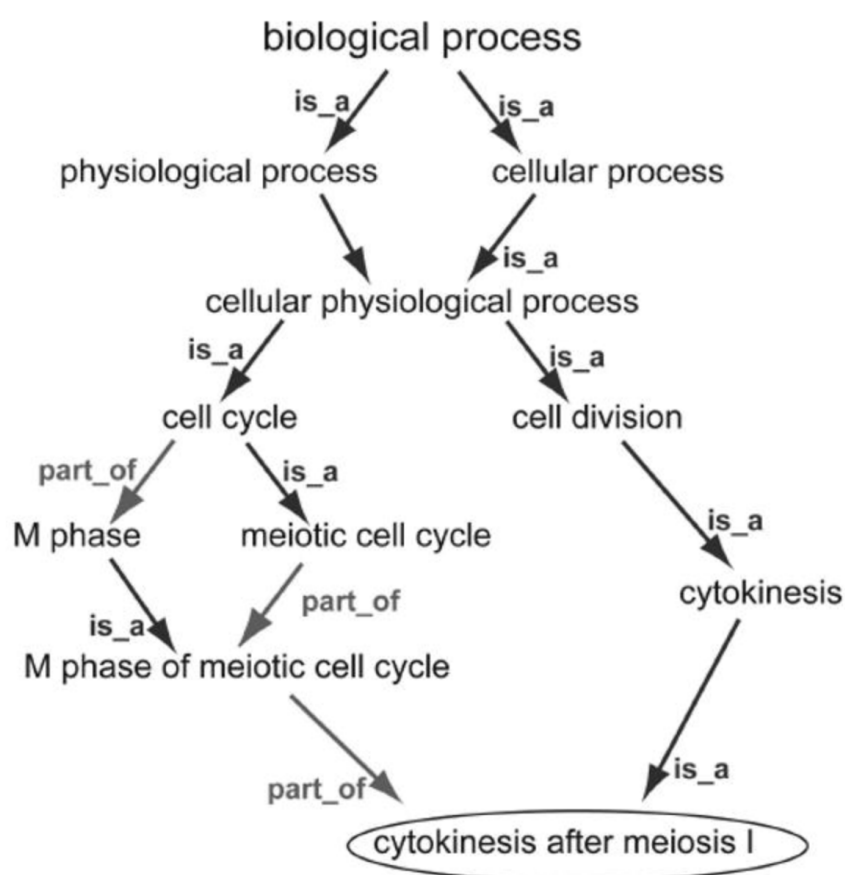 biological process
is_a is_a
physiological process cellular process
is_a
cellular physiological process
is_a is_a
cell cycle cell division
part_of is_a
is_a
M phase meiotic cell cycle
cytokinesis
part_of
is_a
M phase of meiotic cell cycle
is_a
part_of
cytokinesis after meiosis I